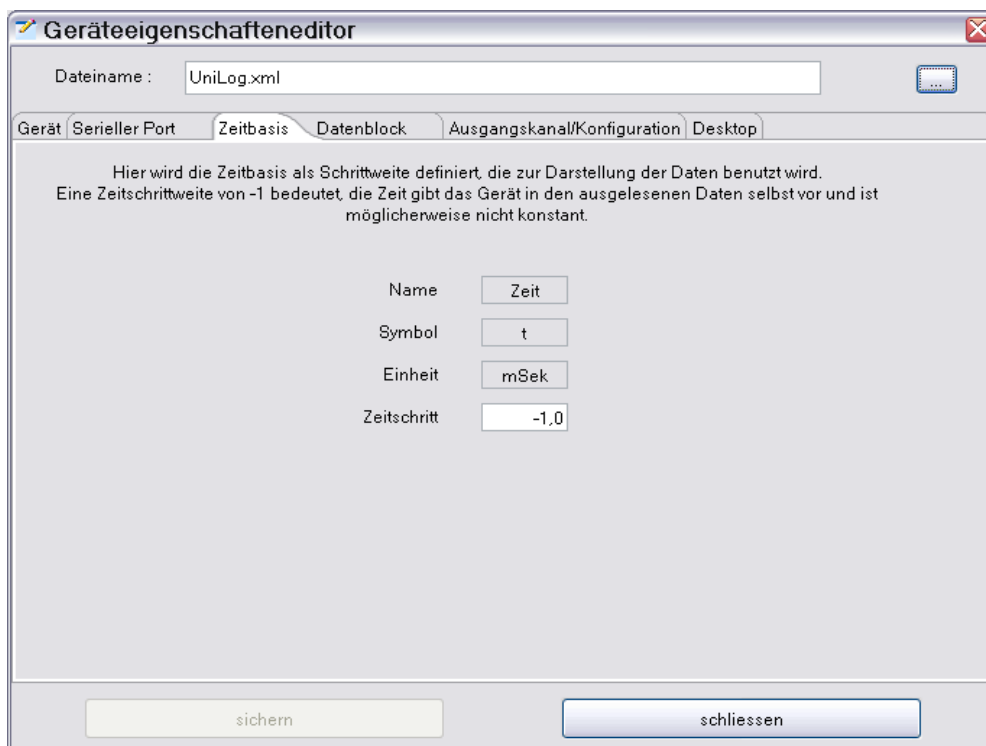 Geräteeigenschafteneditor
Dateiname : UniLog.xml ...
Gerät Serieller Port Zeitbasis Datenblock Ausgangskanal/Konfiguration Desktop
Hier wird die Zeitbasis als Schrittweite definiert, die zur Darstellung der Daten benutzt wird.
Eine Zeitschrittweite von -1 bedeutet, die Zeit gibt das Gerät in den ausgelesenen Daten selbst vor und ist
möglicherweise nicht konstant.
Name Zeit
Symbol t
Einheit mSek
Zeitschritt -1,0
sichern schliessen